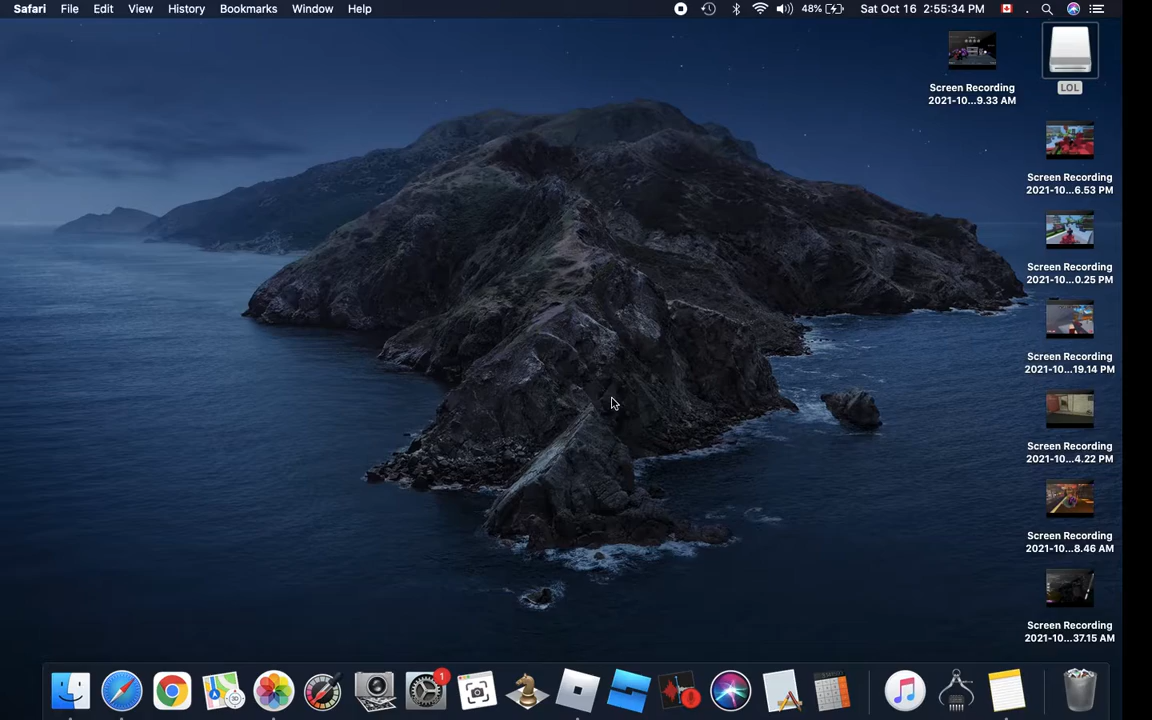 Safari File Edit View History Bookmarks Window Help 48% Sat Oct 16 2:55:34 PM
Screen Recording
2021-10...9.33 AM
LOL
Screen Recording
2021-10...6.53 PM
Screen Recording
2021-10...0.25 PM
Screen Recording
2021-10...19.14 PM
Screen Recording
2021-10...4.22 PM
Screen Recording
2021-10...8.46 AM
Screen Recording
2021-10...37.15 AM
1